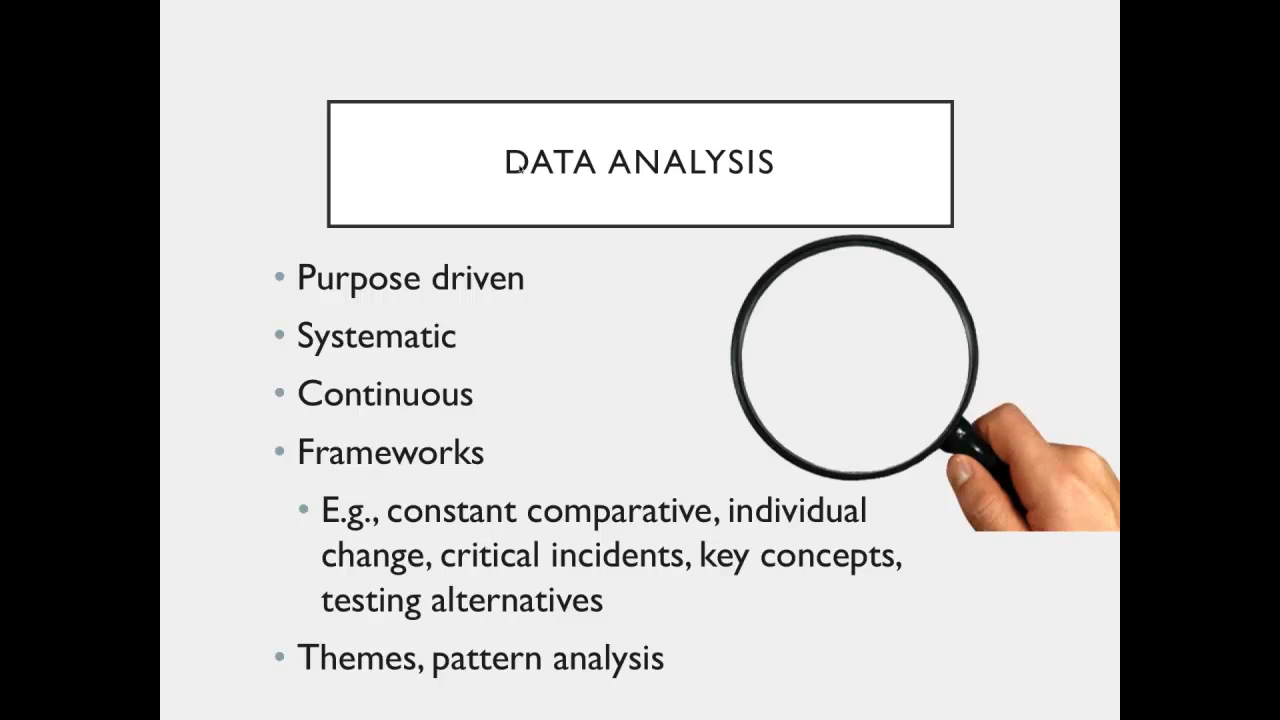 DATA ANALYSIS
• Purpose driven
• Systematic
• Continuous
• Frameworks
• E.g., constant comparative, individual
change, critical incidents, key concepts,
testing alternatives
• Themes, pattern analysis